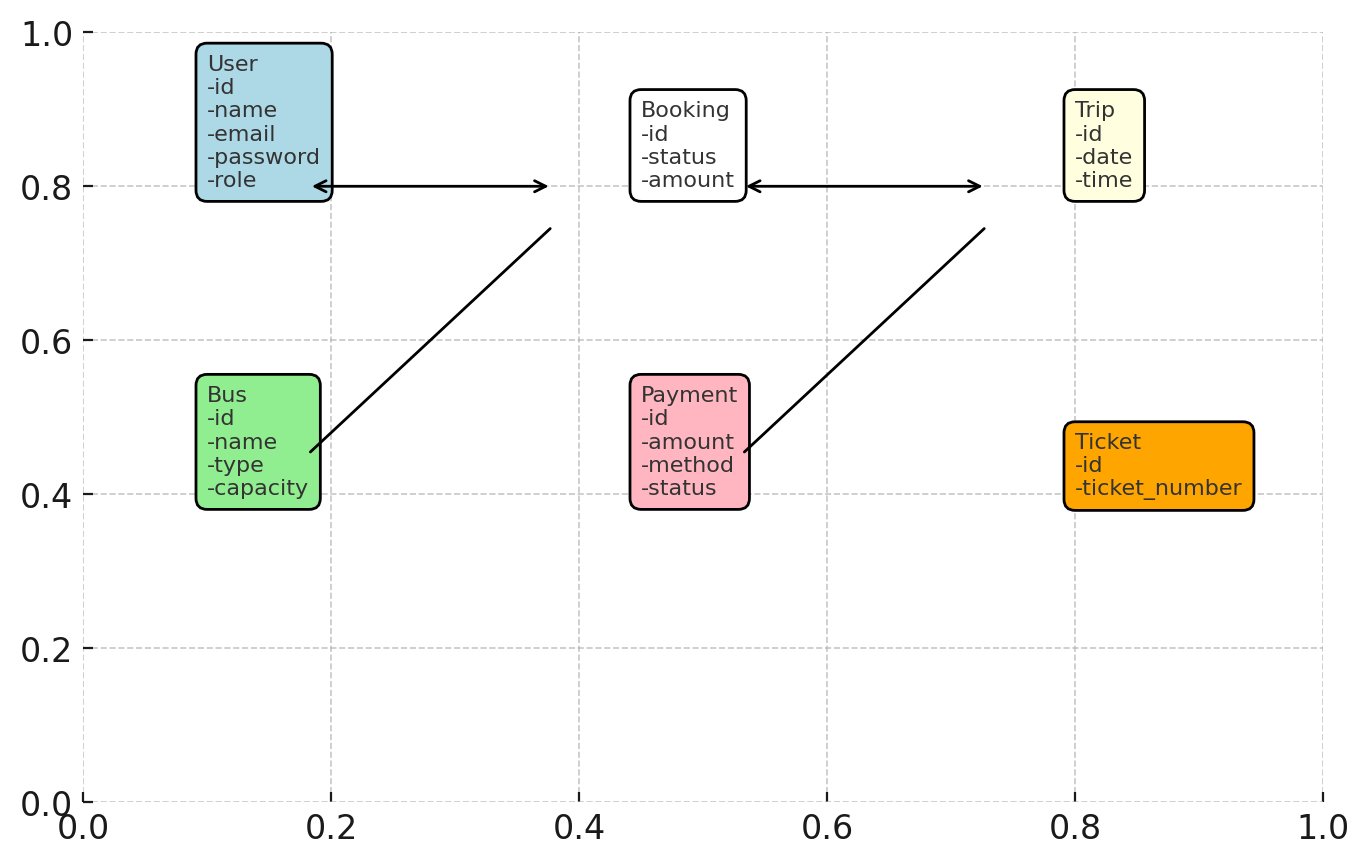 1.0
User
-id
-name
-email
-password
-role
Booking
-id
-status
-amount
Trip
-id
-date
-time
0.8
0.6
Bus
-id
-name
-type
-capacity
Payment
-id
-amount
-method
-status
Ticket
-id
-ticket_number
0.4
0.2
0.0
0.0 0.2 0.4 0.6 0.8 1.0